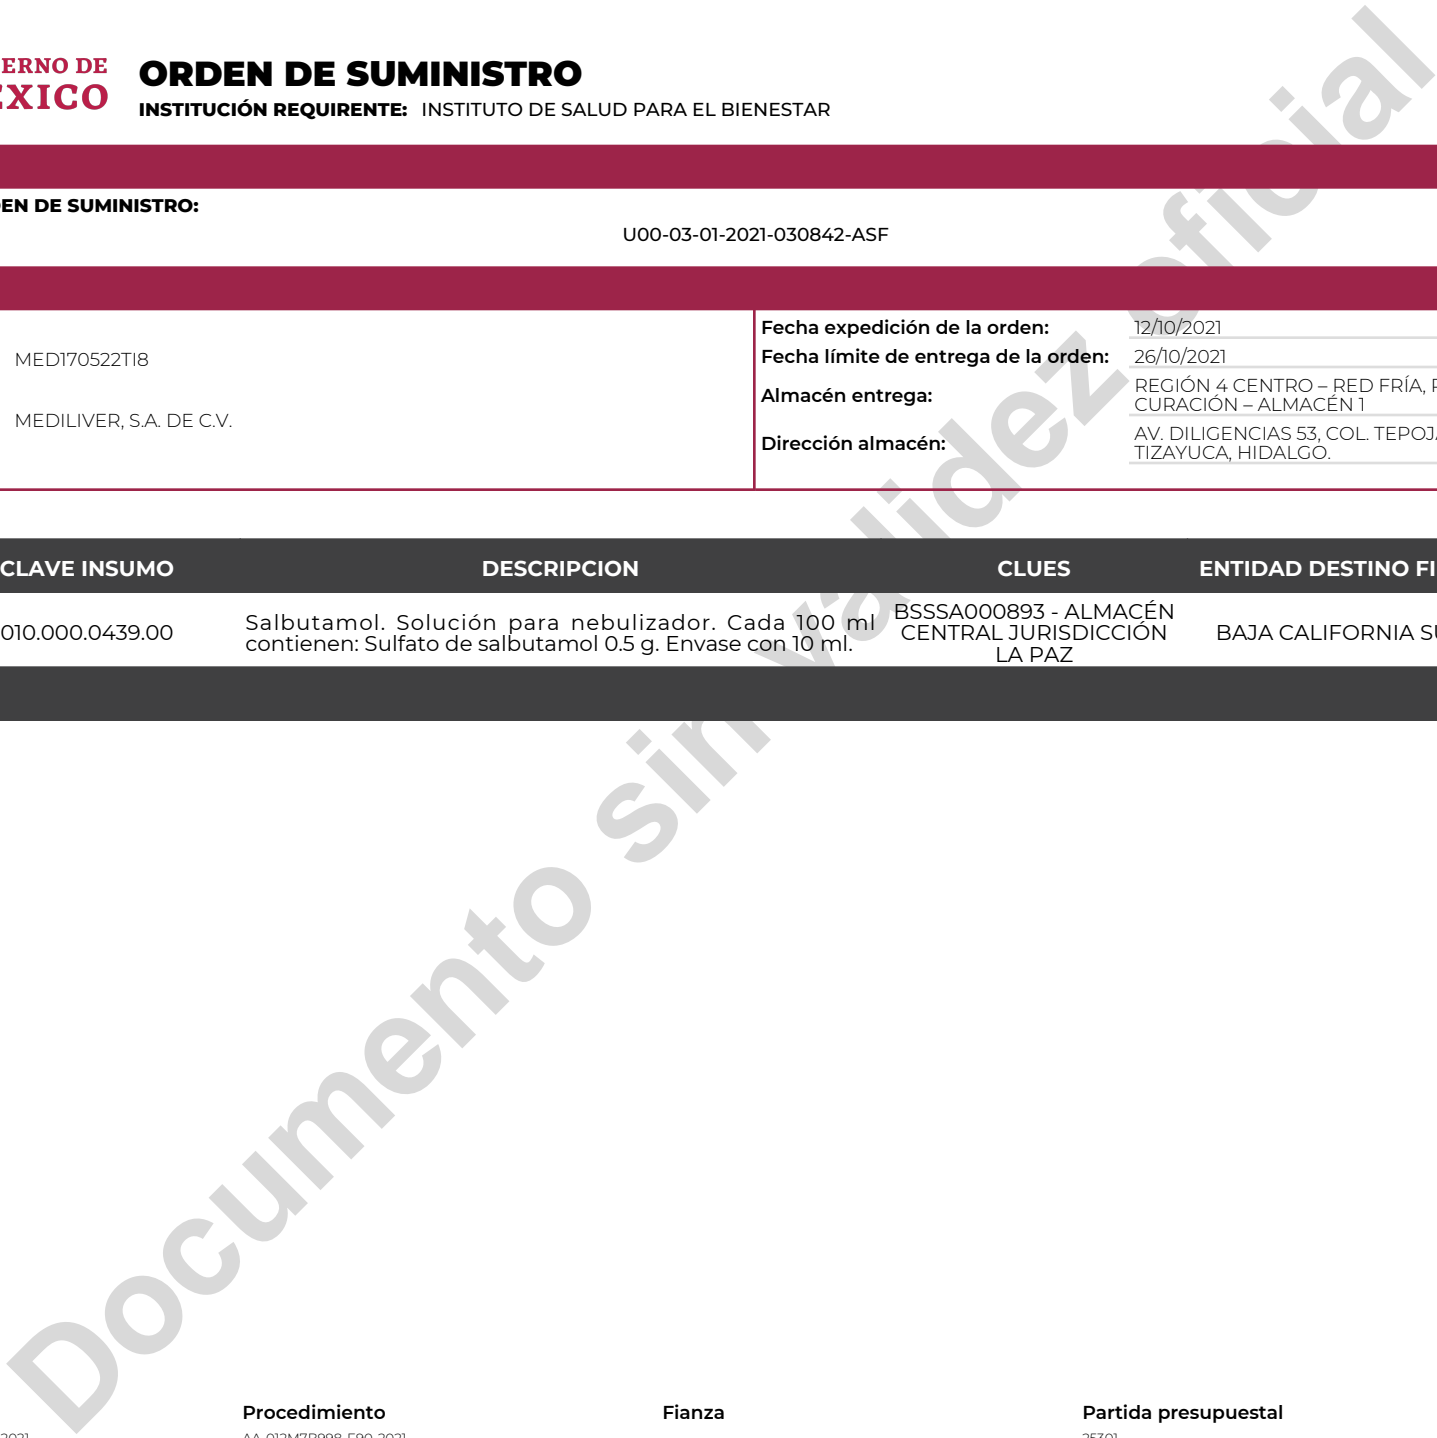 ERNO DE
EXICO
ORDEN DE SUMINISTRO
INSTITUCIÓN REQUIRENTE: INSTITUTO DE SALUD PARA EL BIENESTAR
EN DE SUMINISTRO:
U00-03-01-2021-030842-ASF
MED170522TI8
MEDILIVER, S.A. DE C.V.
Fecha expedición de la orden: 12/10/2021
Fecha límite de entrega de la orden: 26/10/2021
Almacén entrega: REGIÓN 4 CENTRO – RED FRÍA,
CURACIÓN – ALMACÉN 1
Dirección almacén: AV. DILIGENCIAS 53, COL. TEPOJ
TIZAYUCA, HIDALGO.
CLAVE INSUMO DESCRIPCION CLUES ENTIDAD DESTINO FI
010.000.0439.00
Salbutamol. Solución para nebulizador. Cada 100 ml
contienen: Sulfato de salbutamol 0.5 g. Envase con 10 ml.
BSSSA000893 - ALMACÉN
CENTRAL JURISDICCIÓN
LA PAZ
BAJA CALIFORNIA SU
Documento sin validez oficial
Procedimiento Fianza Partida presupuestal